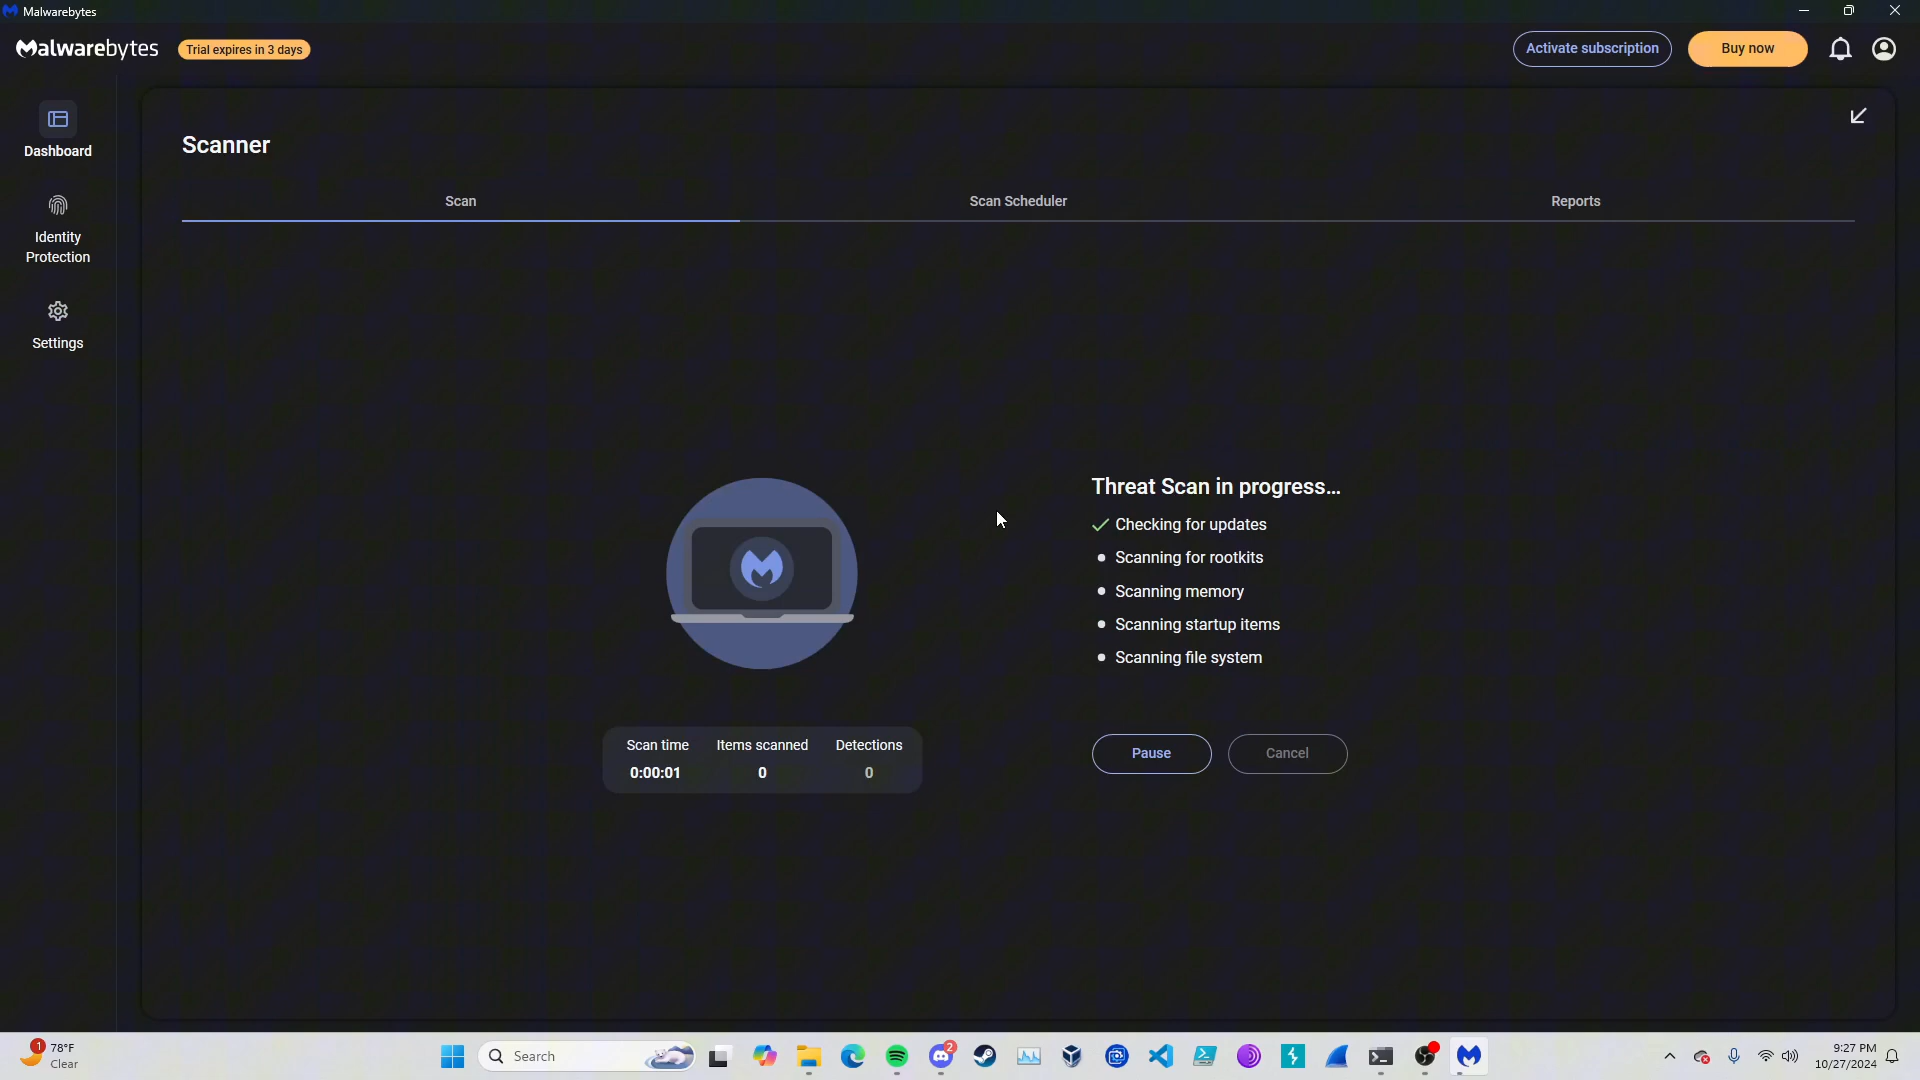 Malwarebytes
Malwarebytes
Trial expires in 3 days
Activate subscription
Buy now
Dashboard
Identity
Protection
Settings
Scanner
Scan
Scan Scheduler
Reports
Threat Scan in progress...
Checking for updates
Scanning for rootkits
Scanning memory
Scanning startup items
Scanning file system
Scan time
Items scanned
Detections
0:00:01
0
0
Pause
Cancel
1
78°F
Clear
Search
2
9:27 PM
10/27/2024